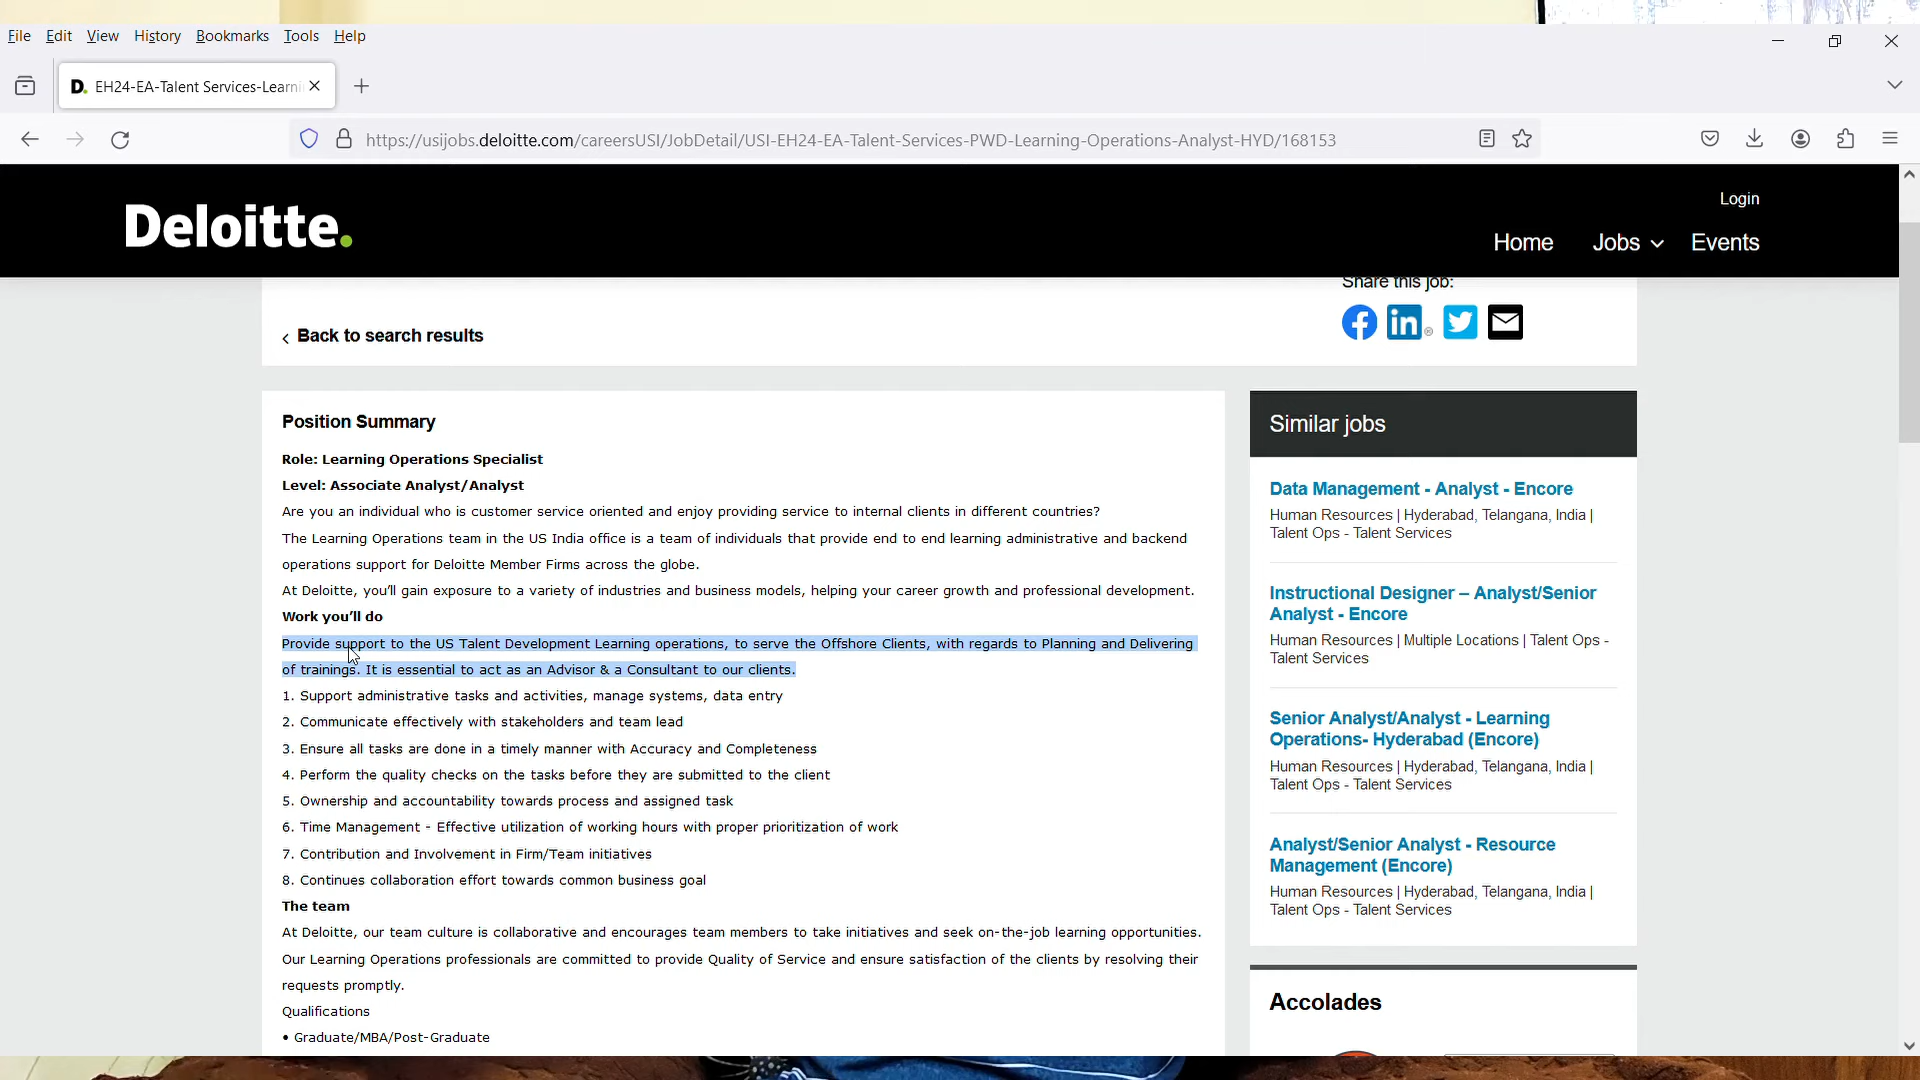 File Edit View History Bookmarks Tools Help
D. EH24-EA-Talent Services-Learni
https://usijobs.deloitte.com/careersUSI/JobDetail/USI-EH24-EA-Talent-Services-PWD-Learning-Operations-Analyst-HYD/168153
Login
Deloitte.
Home Jobs Events
Share this job:
Back to search results
Position Summary
Role: Learning Operations Specialist
Level: Associate Analyst/Analyst
Are you an individual who is customer service oriented and enjoy providing service to internal clients in different countries?
The Learning Operations team in the US India office is a team of individuals that provide end to end learning administrative and backend
operations support for Deloitte Member Firms across the globe.
At Deloitte, you'll gain exposure to a variety of industries and business models, helping your career growth and professional development.
Work you'll do
Provide support to the US Talent Development Learning operations, to serve the Offshore Clients, with regards to Planning and Delivering
of trainings. It is essential to act as an Advisor & a Consultant to our clients.
1. Support administrative tasks and activities, manage systems, data entry
2. Communicate effectively with stakeholders and team lead
3. Ensure all tasks are done in a timely manner with Accuracy and Completeness
4. Perform the quality checks on the tasks before they are submitted to the client
5. Ownership and accountability towards process and assigned task
6. Time Management - Effective utilization of working hours with proper prioritization of work
7. Contribution and Involvement in Firm/Team initiatives
8. Continues collaboration effort towards common business goal
The team
At Deloitte, our team culture is collaborative and encourages team members to take initiatives and seek on-the-job learning opportunities.
Our Learning Operations professionals are committed to provide Quality of Service and ensure satisfaction of the clients by resolving their
requests promptly.
Qualifications
• Graduate/MBA/Post-Graduate
Similar jobs
Data Management - Analyst - Encore
Human Resources | Hyderabad, Telangana, India |
Talent Ops - Talent Services
Instructional Designer – Analyst/Senior
Analyst - Encore
Human Resources | Multiple Locations | Talent Ops -
Talent Services
Senior Analyst/Analyst - Learning
Operations- Hyderabad (Encore)
Human Resources | Hyderabad, Telangana, India |
Talent Ops - Talent Services
Analyst/Senior Analyst - Resource
Management (Encore)
Human Resources | Hyderabad, Telangana, India |
Talent Ops - Talent Services
Accolades